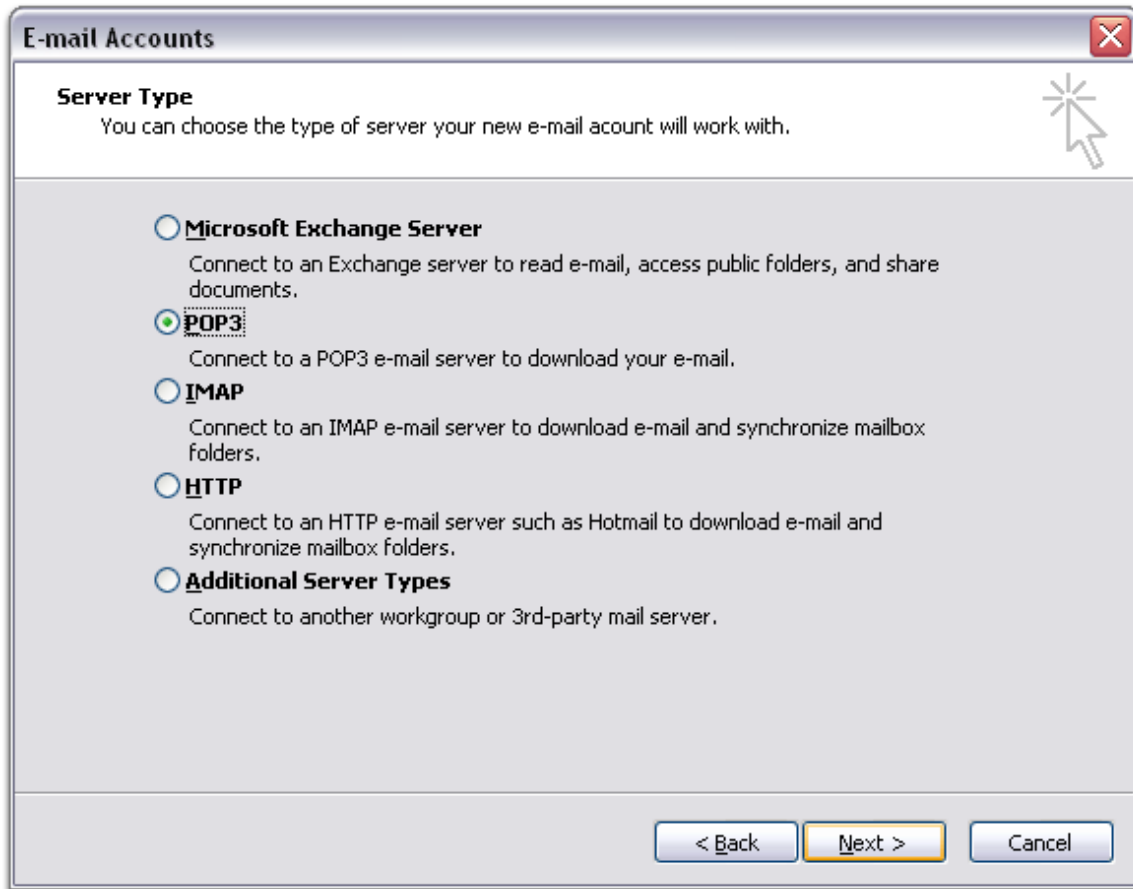 E-mail Accounts
Server Type
You can choose the type of server your new e-mail acount will work with.
Microsoft Exchange Server
Connect to an Exchange server to read e-mail, access public folders, and share
documents.
POP3
Connect to a POP3 e-mail server to download your e-mail.
IMAP
Connect to an IMAP e-mail server to download e-mail and synchronize mailbox
folders.
HTTP
Connect to an HTTP e-mail server such as Hotmail to download e-mail and
synchronize mailbox folders.
Additional Server Types
Connect to another workgroup or 3rd-party mail server.
< Back Next > Cancel